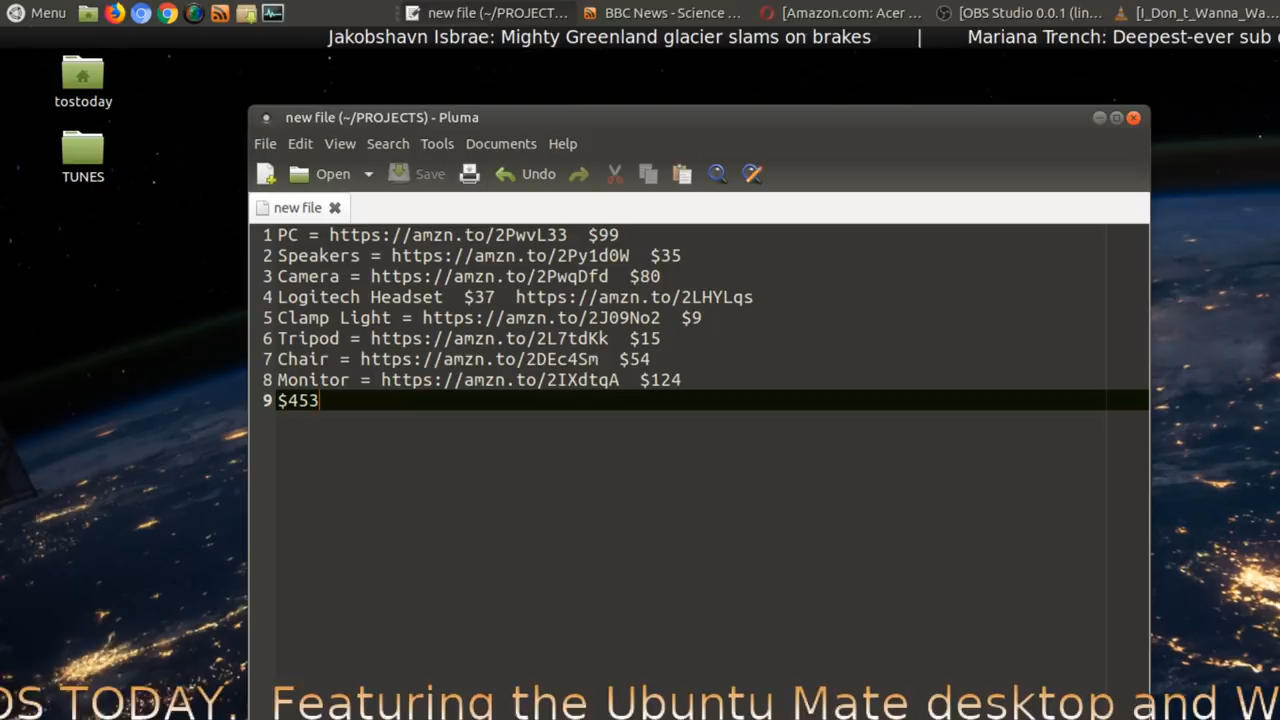 Menu
new file (~/PROJECT...
BBC News - Science ...
[Amazon.com: Acer ...
[OBS Studio 0.0.1 (lin...
[I_Don_t_Wanna_Wa...
Jakobshavn Isbrae: Mighty Greenland glacier slams on brakes | Mariana Trench: Deepest-ever sub
tostoday
TUNES
new file (~/PROJECTS) - Pluma
File Edit View Search Tools Documents Help
Open Save Undo
new file
1 PC = https://amzn.to/2PwvL33 $99
2 Speakers = https://amzn.to/2Py1d0W $35
3 Camera = https://amzn.to/2PwqDfd $80
4 Logitech Headset $37 https://amzn.to/2LHYLqs
5 Clamp Light = https://amzn.to/2J09No2 $9
6 Tripod = https://amzn.to/2L7tdKk $15
7 Chair = https://amzn.to/2DEc4Sm $54
8 Monitor = https://amzn.to/2IXdtqA $124
9 $453
OS TODAY. Featuring the Ubuntu Mate desktop and W